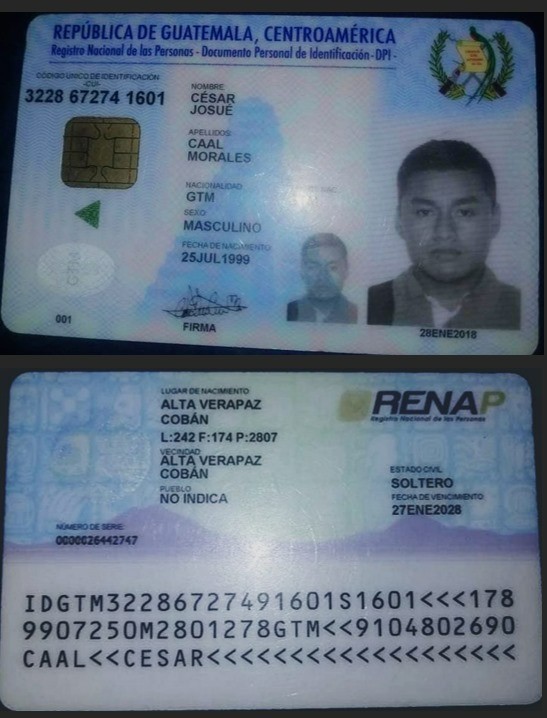 REPÚBLICA DE GUATEMALA, CENTROAMÉRICA
Registro Nacional de las Personas - Documento Personal de Identificación - DPI -
CÓDIGO ÚNICO DE IDENTIFICACIÓN
-CUI-
3228 67274 1601
NOMBRE
CÉSAR
JOSUÉ
APELLIDOS:
CAAL
MORALES
NACIONALIDAD
GTM
SEXO
MASCULINO
FECHA DE NACIMIENTO
25JUL1999
GTM
001
FIRMA
28ENE2018
LUGAR DE NACIMIENTO
ALTA VERAPAZ
COBÁN
L:242 F:174 P:2807
VECINDAD
ALTA VERAPAZ
COBÁN
PUEBLO
NO INDICA
RENAP
Registro Nacional de las Personas
ESTADO CIVIL
SOLTERO
FECHA DE VENCIMIENTO
27ENE2028
NÚMERO DE SERIE:
0000026442747
IDGTM32286727491601S1601<<<178
9907250M2801278GTM<<9104802690
CAAL<<CESAR<<<<<<<<<<<<<<<<<<<